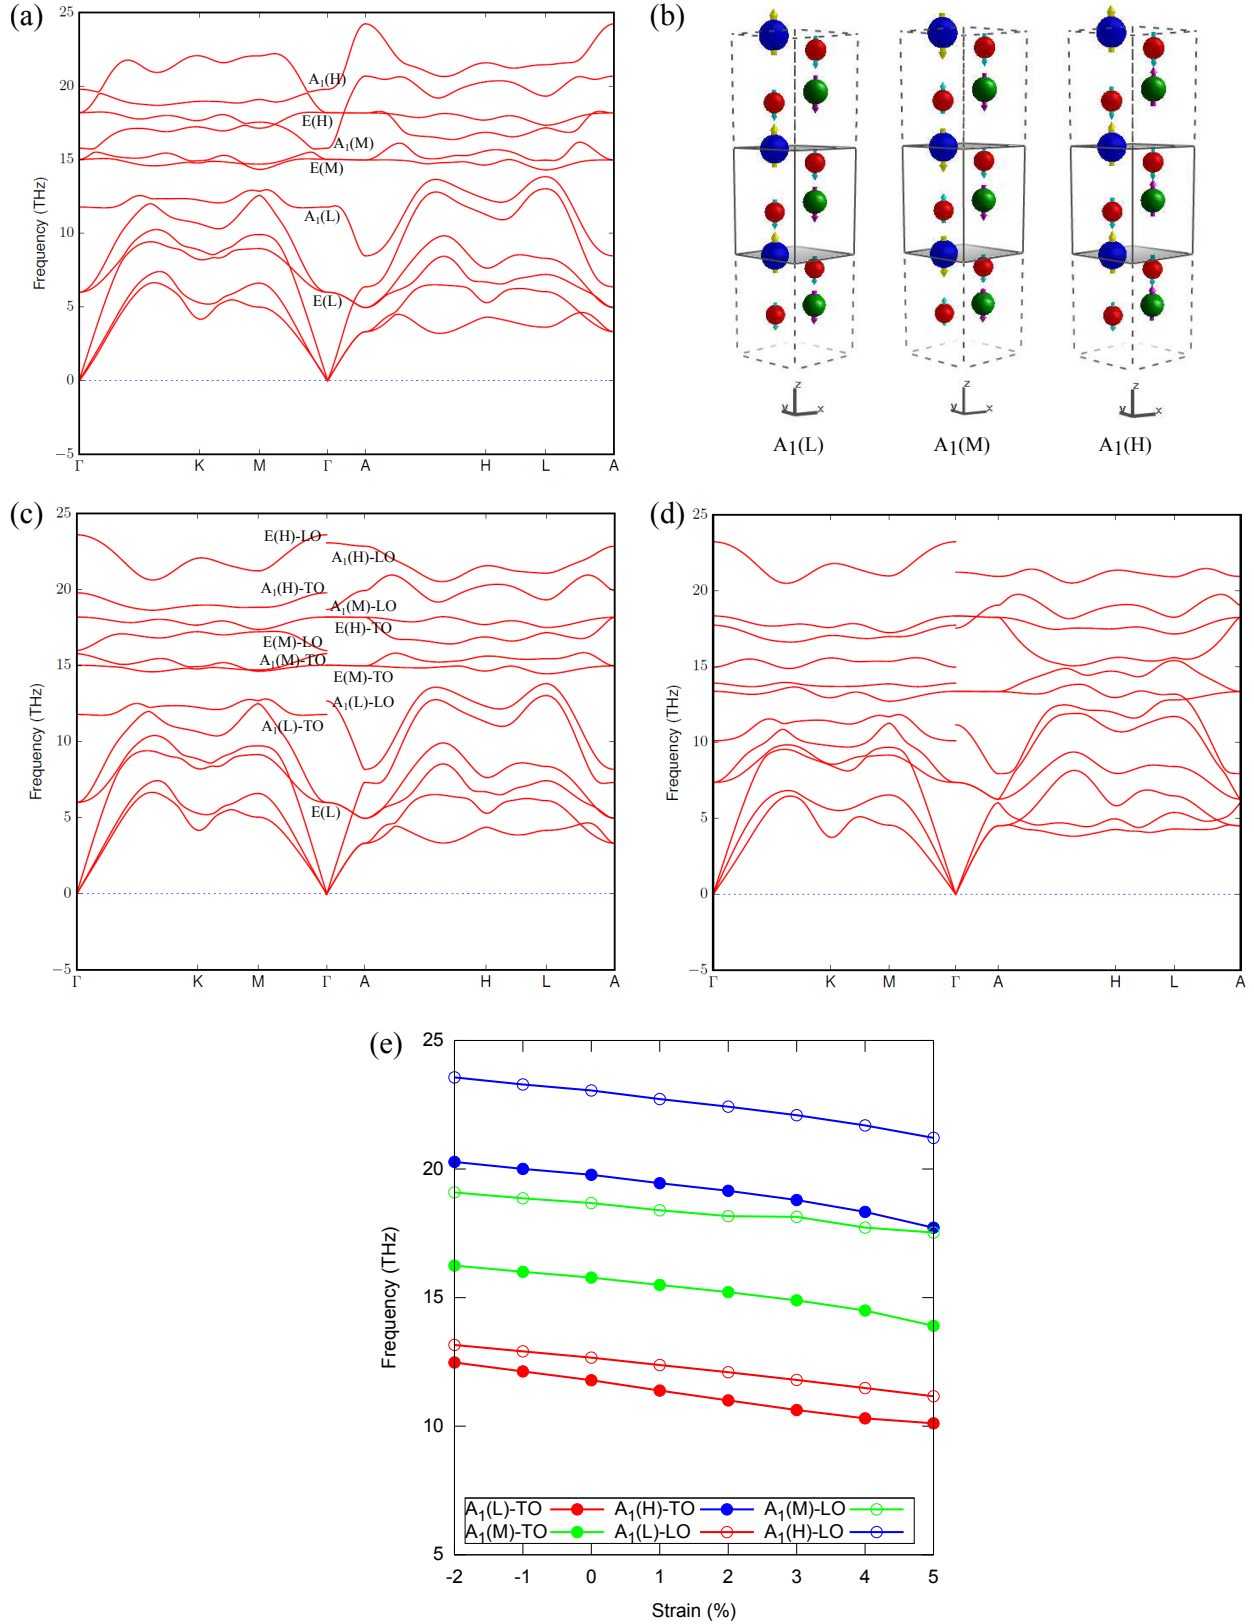 (a)
25
20
15
10
5
0
−5
Frequency (THz)
A1(H)
E(H)
A1(M)
E(M)
A1(L)
E(L)
Γ K M Γ A H L A
(b)
z
y x
z
y x
z
y x
A1(L) A1(M) A1(H)
(c)
25
20
15
10
5
0
−5
Frequency (THz)
E(H)-LO
A1(H)-LO
A1(H)-TO
A1(M)-LO
E(H)-TO
E(M)-LO
A1(M)-TO
E(M)-TO
A1(L)-LO
A1(L)-TO
E(L)
Γ K M Γ A H L A
(d)
25
20
15
10
5
0
−5
Frequency (THz)
Γ K M Γ A H L A
(e)
25
20
15
10
5
Frequency (THz)
A1(L)-TO A1(H)-TO A1(M)-LO
A1(M)-TO A1(L)-LO A1(H)-LO
-2 -1 0 1 2 3 4 5
Strain (%)